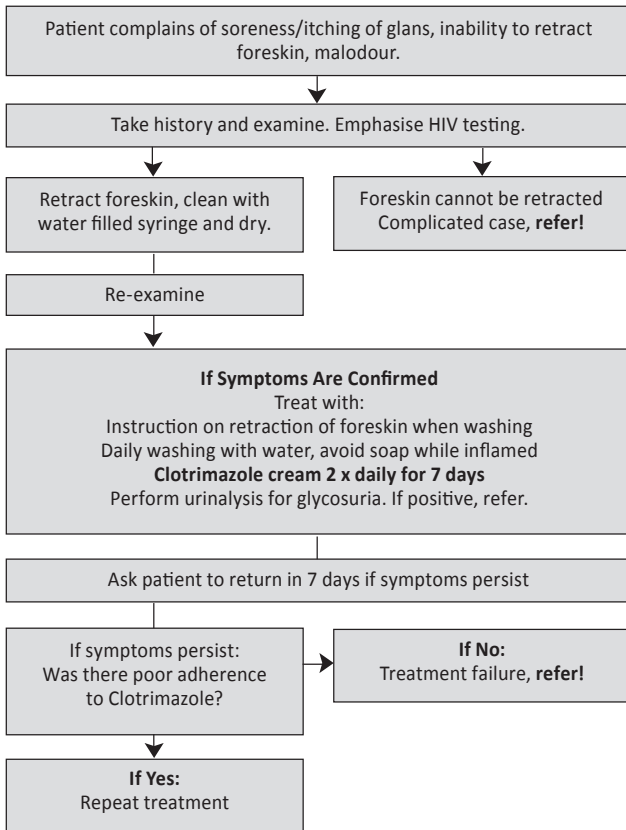 Patient complains of soreness/itching of glans, inability to retract
foreskin, malodour.
Take history and examine. Emphasise HIV testing.
Retract foreskin, clean with
water filled syringe and dry.
Foreskin cannot be retracted
Complicated case, refer!
Re-examine
If Symptoms Are Confirmed
Treat with:
Instruction on retraction of foreskin when washing
Daily washing with water, avoid soap while inflamed
Clotrimazole cream 2 x daily for 7 days
Perform urinalysis for glycosuria. If positive, refer.
Ask patient to return in 7 days if symptoms persist
If symptoms persist:
Was there poor adherence
to Clotrimazole?
If No:
Treatment failure, refer!
If Yes:
Repeat treatment